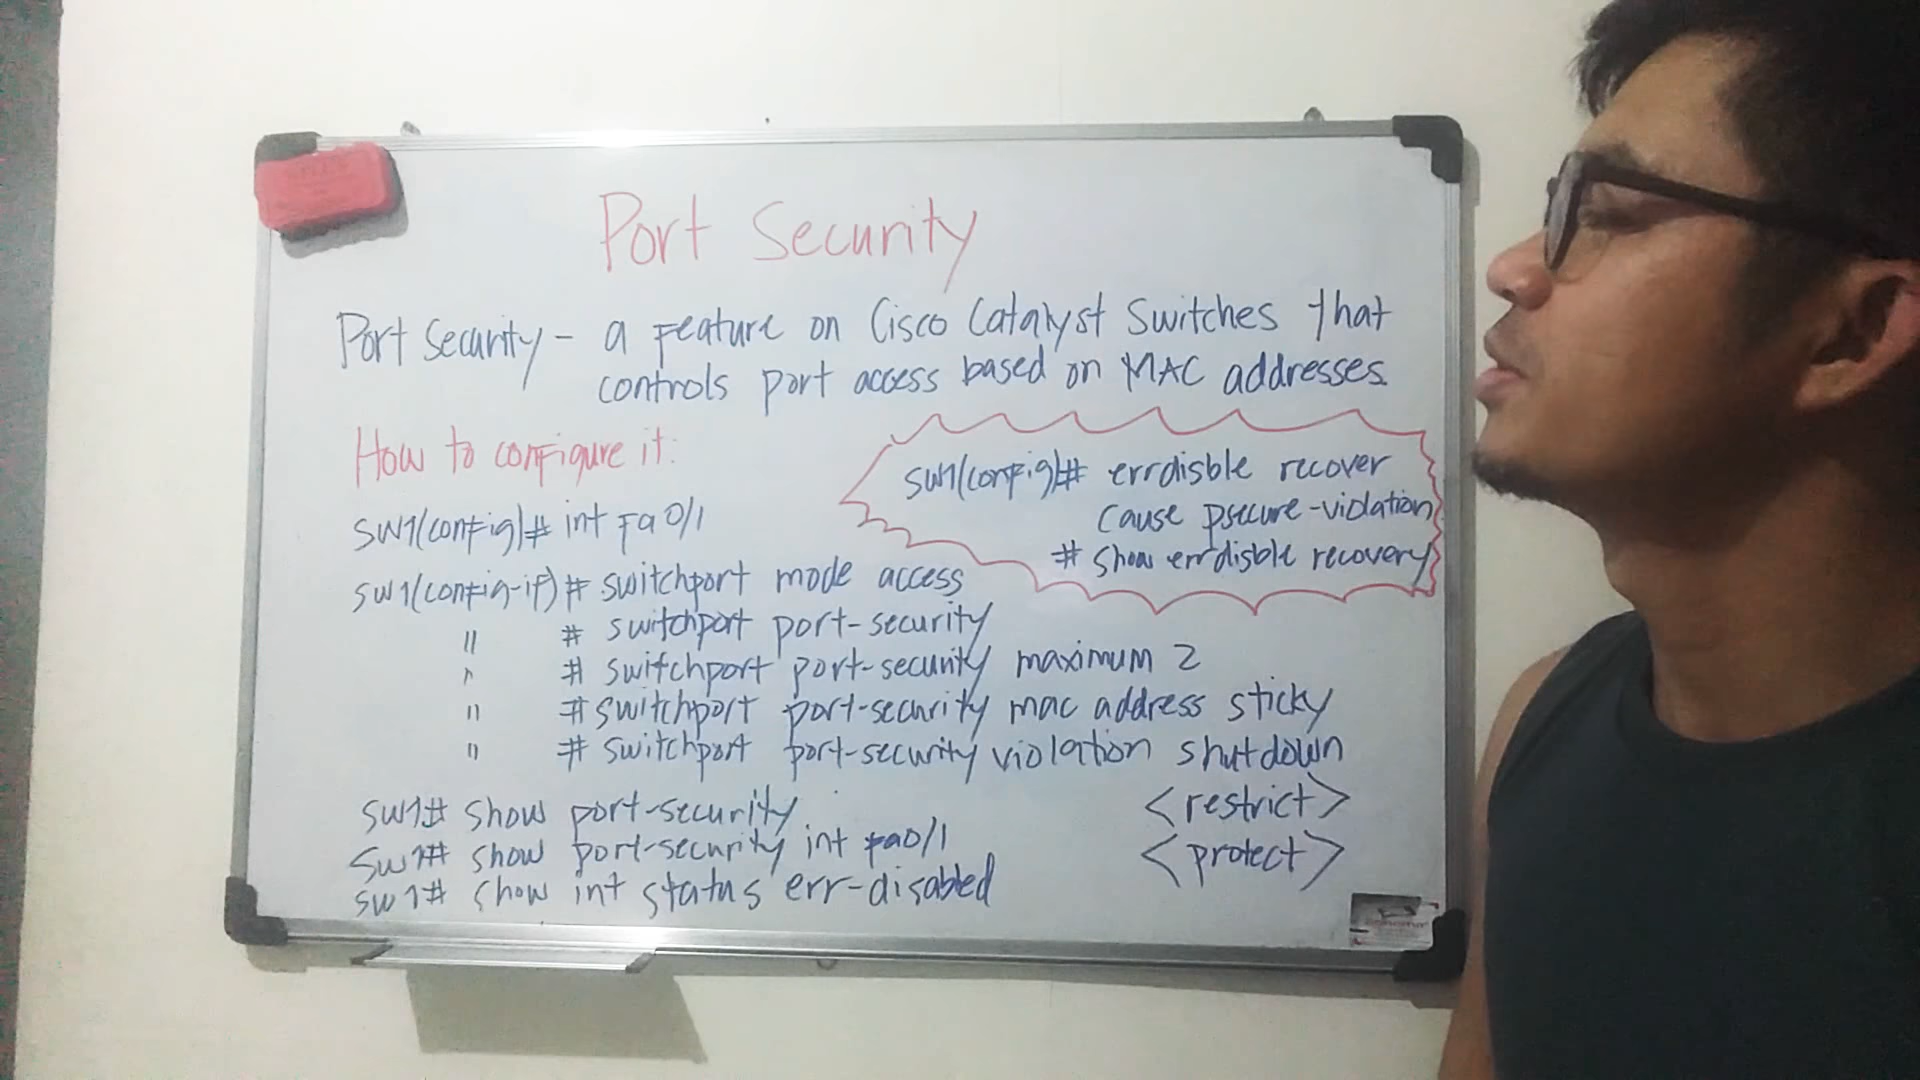 Port Security
Port Security - a Feature on Cisco Catalyst Switches that
controls port access based on MAC addresses.
How to configure it:
SW1(config)# int Fa0/1
SW1(config-if)# switchport mode access
" # switchport port-security
" # switchport port-security maximum 2
" # switchport port-security mac address sticky
" # switchport port-security violation shutdown
<restrict>
<protect>
SW1# show port-security
SW1# show port-security int Fa0/1
SW1# show int status err-disabled
SW1(config)# errdisble recover
cause psecure-violation
# show errdisble recovery